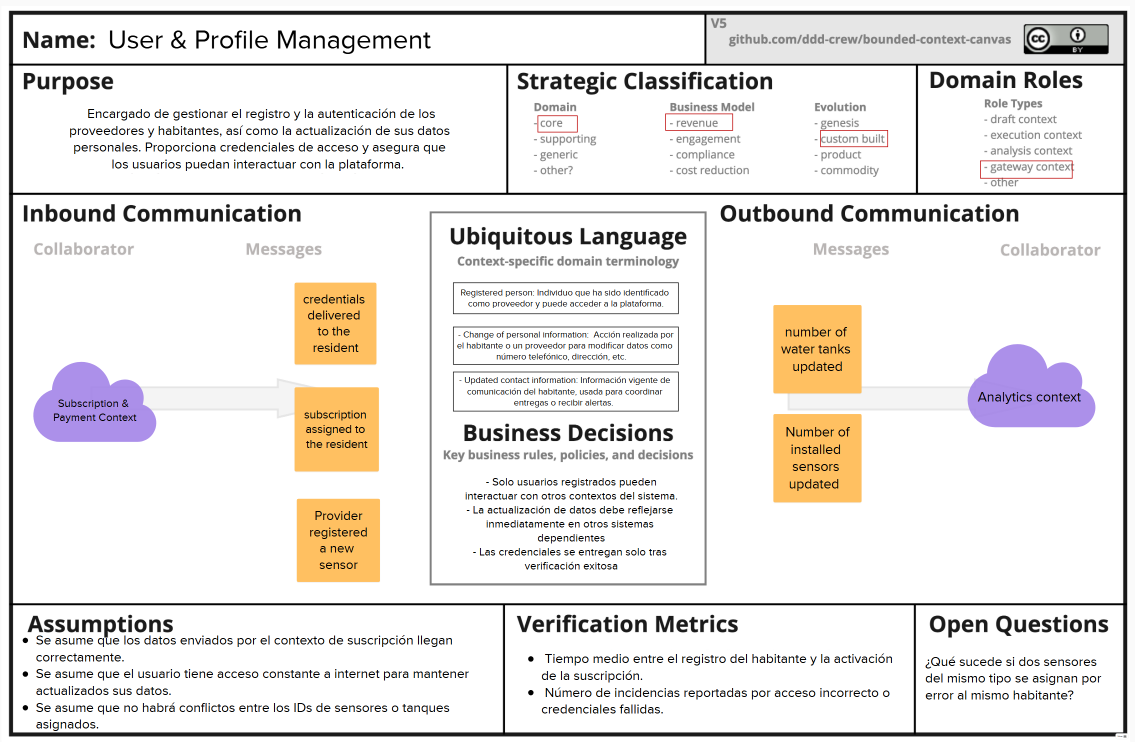 Name: User & Profile Management
V5
github.com/ddd-crew/bounded-context-canvas
cc
BY
Purpose
Encargado de gestionar el registro y la autenticación de los
proveedores y habitantes, así como la actualización de sus datos
personales. Proporciona credenciales de acceso y asegura que
los usuarios puedan interactuar con la plataforma.
Strategic Classification
Domain
- core
- supporting
- generic
- other?
Business Model
- revenue
- engagement
- compliance
- cost reduction
Evolution
- genesis
- custom built
- product
- commodity
Domain Roles
Role Types
- draft context
- execution context
- analysis context
- gateway context
- other
Inbound Communication
Collaborator
Messages
Subscription &
Payment Context
credentials
delivered
to the
resident
subscription
assigned to
the resident
Provider
registered
a new
sensor
Ubiquitous Language
Context-specific domain terminology
Registered person: Individuo que ha sido identificado
como proveedor y puede acceder a la plataforma.
- Change of personal information: Acción realizada por
el habitante o un proveedor para modificar datos como
número telefónico, dirección, etc.
- Updated contact information: Información vigente de
comunicación del habitante, usada para coordinar
entregas o recibir alertas.
Business Decisions
Key business rules, policies, and decisions
- Solo usuarios registrados pueden
interactuar con otros contextos del sistema.
- La actualización de datos debe reflejarse
inmediatamente en otros sistemas
dependientes
- Las credenciales se entregan solo tras
verificación exitosa
Outbound Communication
Messages
Collaborator
number of
water tanks
updated
Number of
installed
sensors
updated
Analytics context
Assumptions
• Se asume que los datos enviados por el contexto de suscripción llegan
correctamente.
• Se asume que el usuario tiene acceso constante a internet para mantener
actualizados sus datos.
• Se asume que no habrá conflictos entre los IDs de sensores o tanques
asignados.
Verification Metrics
• Tiempo medio entre el registro del habitante y la activación
de la suscripción.
• Número de incidencias reportadas por acceso incorrecto o
credenciales fallidas.
Open Questions
¿Qué sucede si dos sensores
del mismo tipo se asignan por
error al mismo habitante?